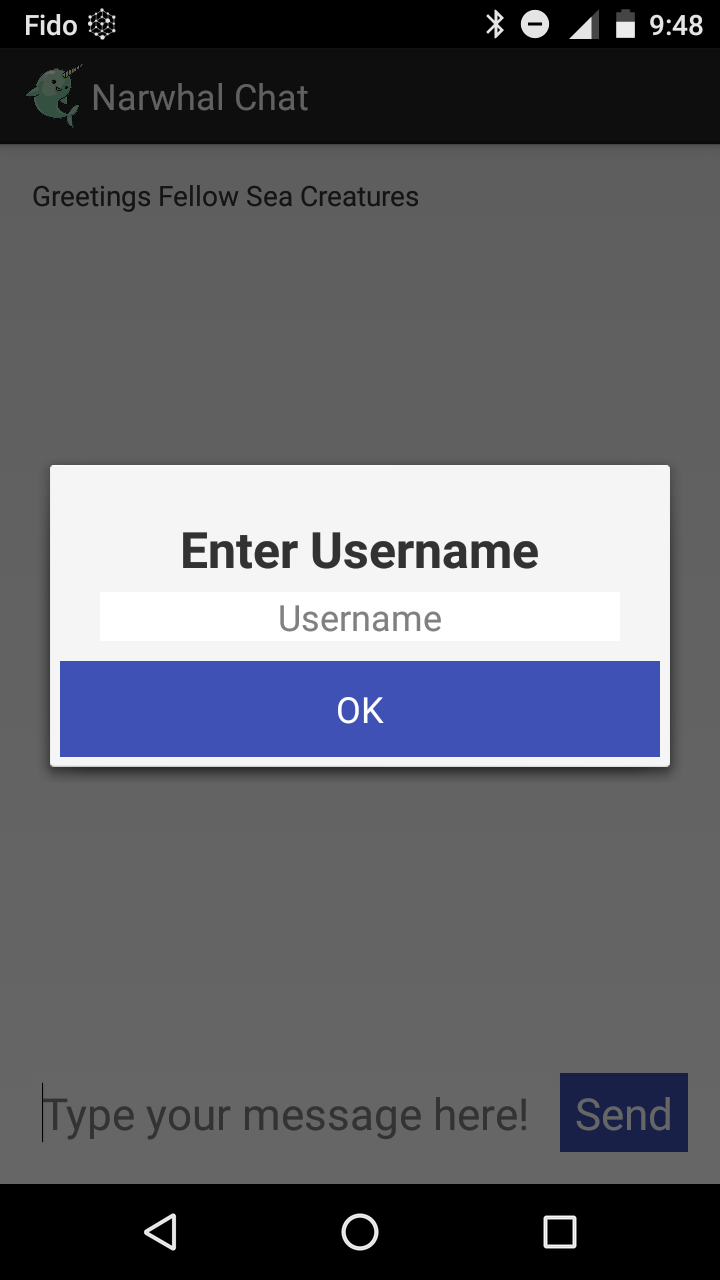 Fido
9:48
Narwhal Chat
Greetings Fellow Sea Creatures
Enter Username
Username
OK
Type your message here!
Send